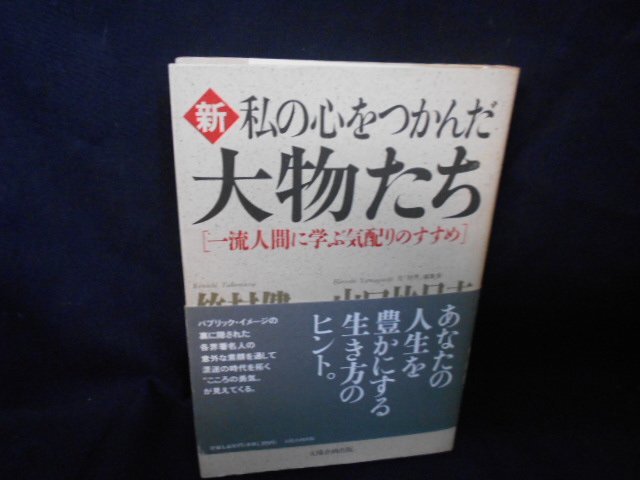 新
私の心をつかんだ
大物たち
［一流人間に学ぶ気配りのすすめ］
あなたの
人生を
豊かにする
生き方の
ヒント。
パブリック・イメージの
裏に隠された
各界著名人の
意外な素顔を通して
混迷の時代を拓く
“こころの勇気”
が見えてくる。